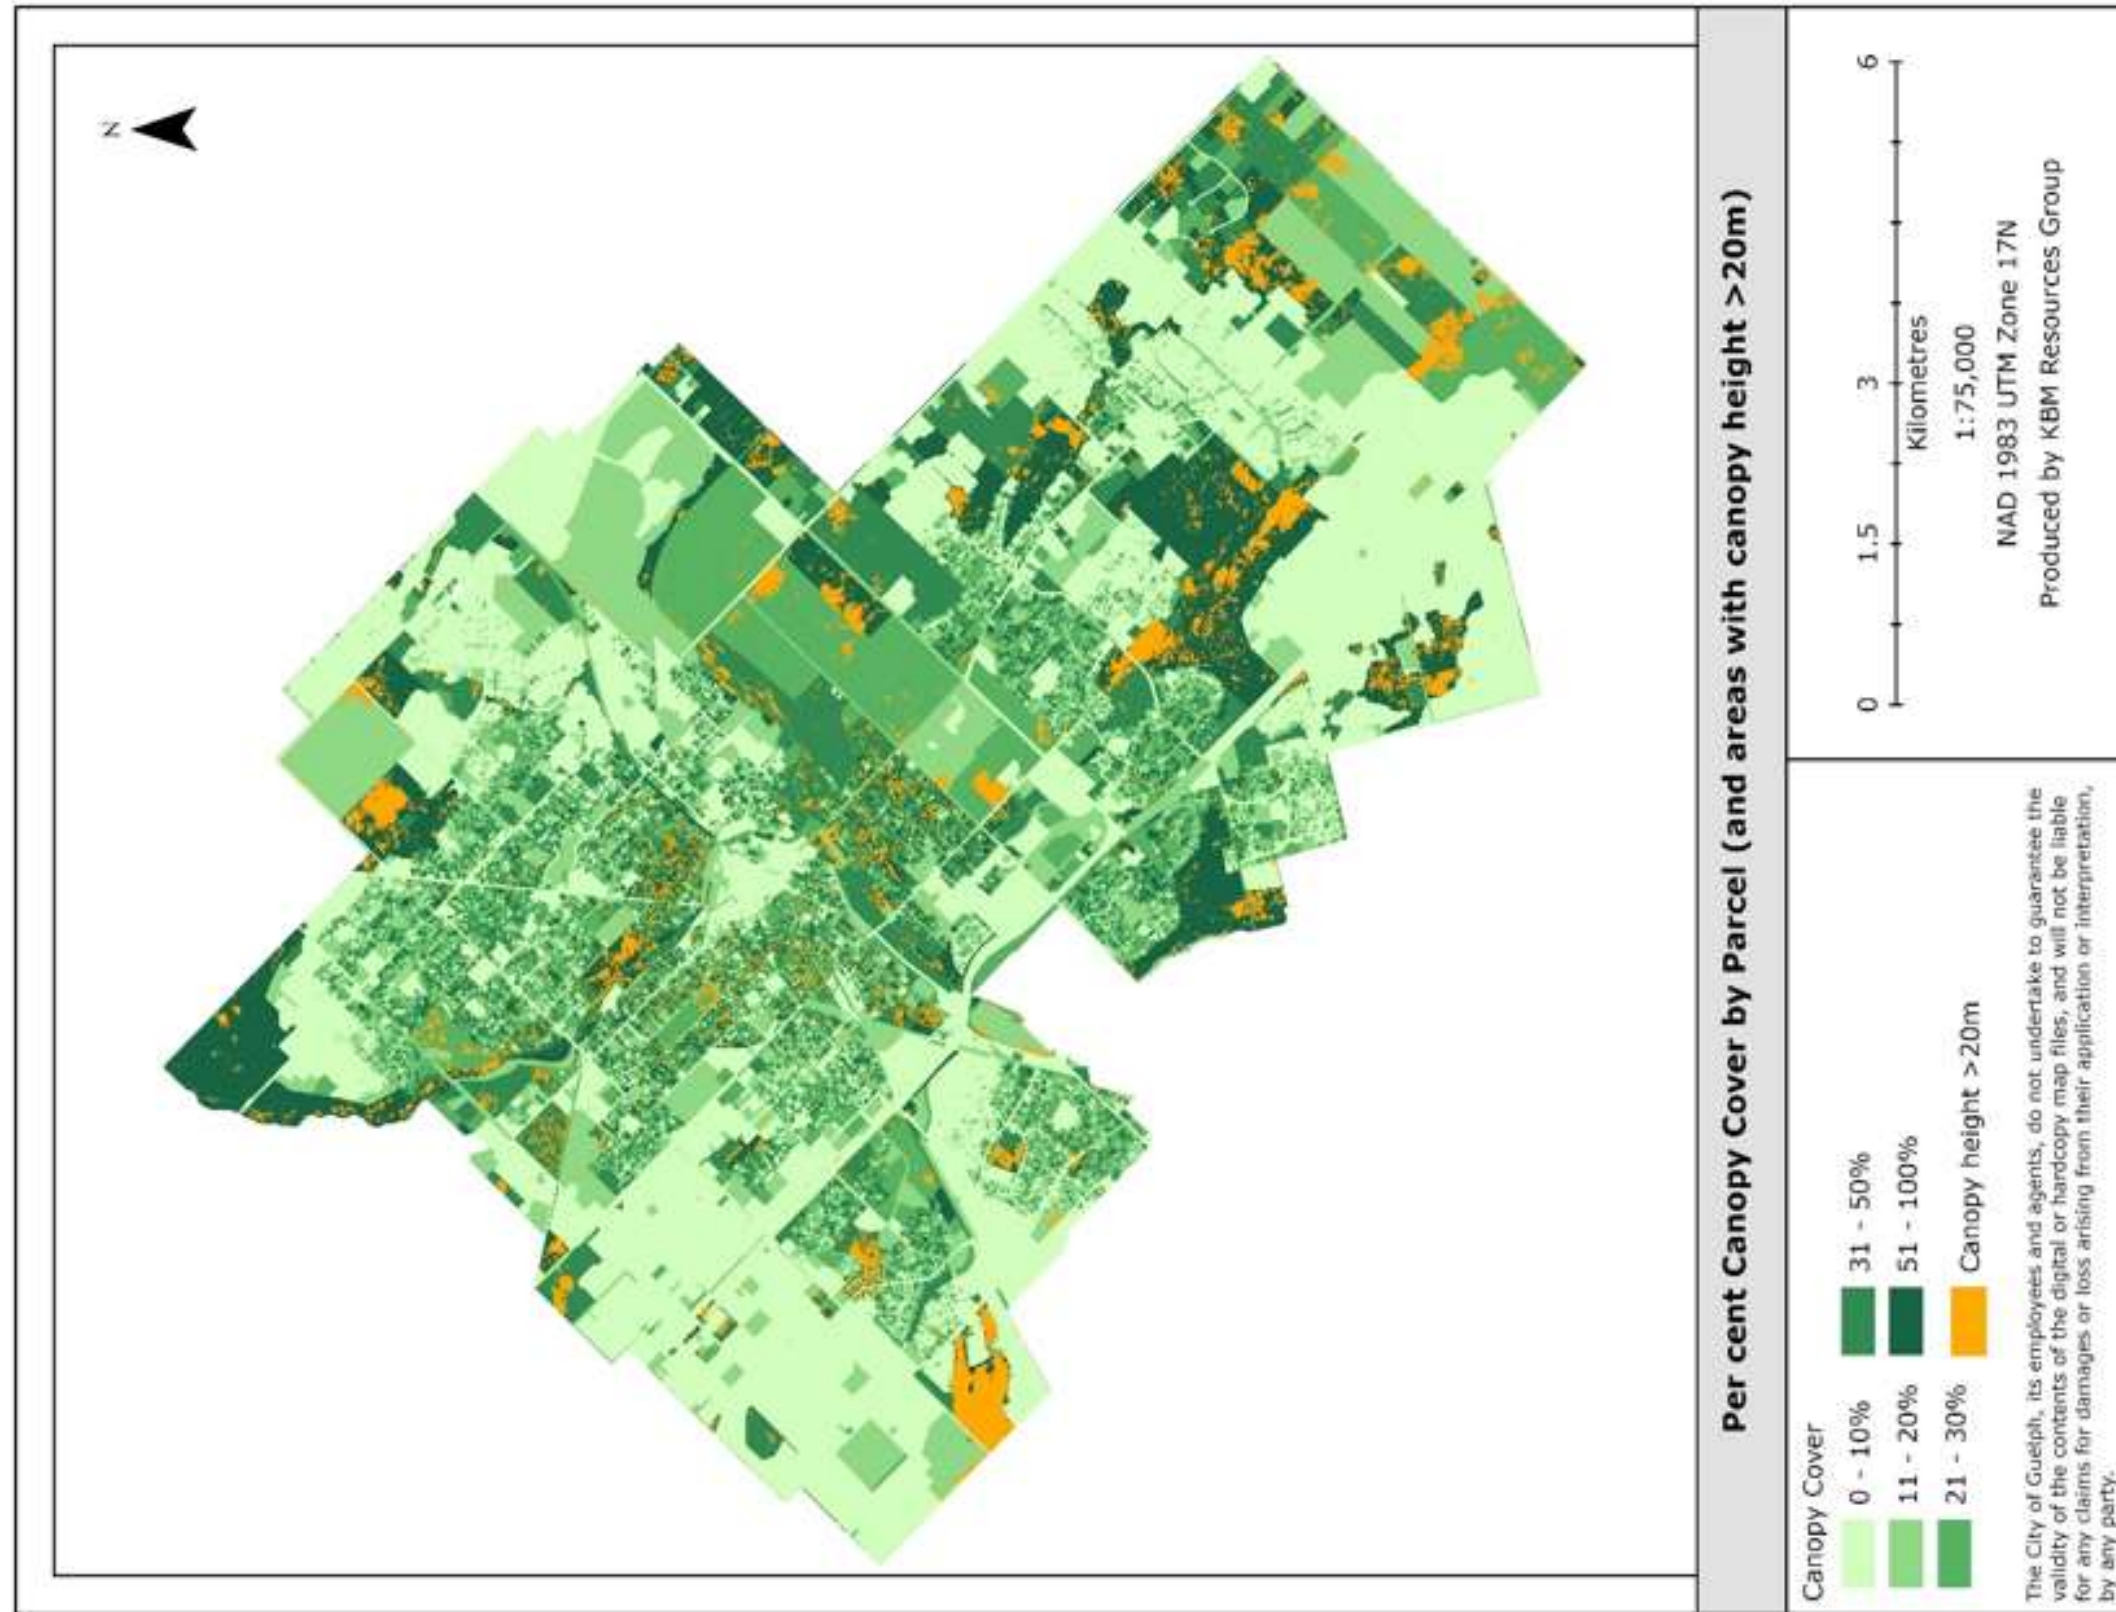 N
Per cent Canopy Cover by Parcel (and areas with canopy height >20m)
Canopy Cover
0 - 10%
11 - 20%
21 - 30%
31 - 50%
51 - 100%
Canopy height >20m
The City of Guelph, its employees and agents, do not undertake to guarantee the
validity of the contents of the digital or hardcopy map files, and will not be liable
for any claims for damages or loss arising from their application or interpretation,
by any party.
0 1.5 3 6
Kilometres
1:75,000
NAD 1983 UTM Zone 17N
Produced by KBM Resources Group